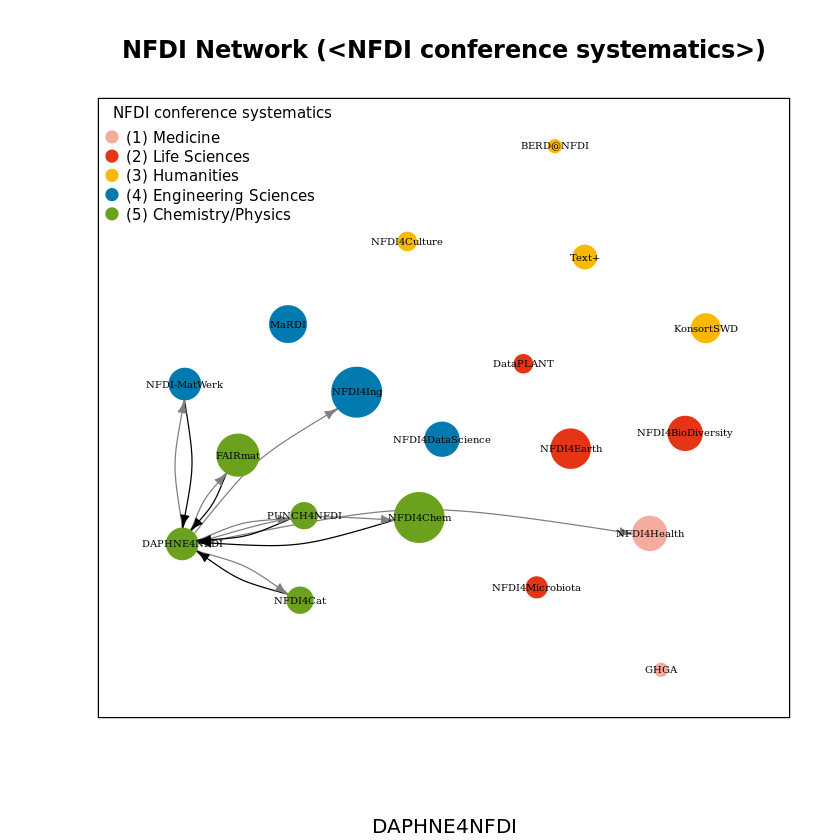 NFDI Network (<NFDI conference systematics>)
NFDI conference systematics
(1) Medicine
(2) Life Sciences
(3) Humanities
(4) Engineering Sciences
(5) Chemistry/Physics
BERD@NFDI
NFDI4Culture
Text+
MaRDI
KonsortSWD
DataPLANT
NFDI-MatWerk
NFDI4Ing
NFDI4DataScience
NFDI4BioDiversity
NFDI4Earth
FAIRmat
PUNCH4NFDI
NFDI4Chem
NFDI4Health
DAPHNE4NFDI
NFDI4Microbiota
NFDI4Cat
GHGA
DAPHNE4NFDI